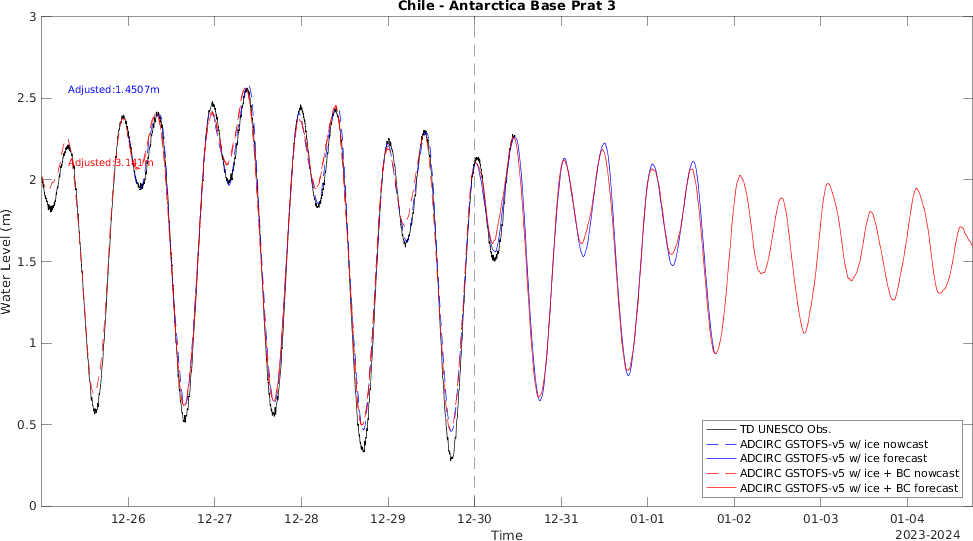 Chile - Antarctica Base Prat 3
3
2.5
2
1.5
1
0.5
0
Water Level (m)
Adjusted:1.4507m
Adjusted:3.141m
TD UNESCO Obs.
ADCIRC GSTOFS-v5 w/ ice nowcast
ADCIRC GSTOFS-v5 w/ ice forecast
ADCIRC GSTOFS-v5 w/ ice + BC nowcast
ADCIRC GSTOFS-v5 w/ ice + BC forecast
12-26 12-27 12-28 12-29 12-30 12-31 01-01 01-02 01-03 01-04
Time
2023-2024